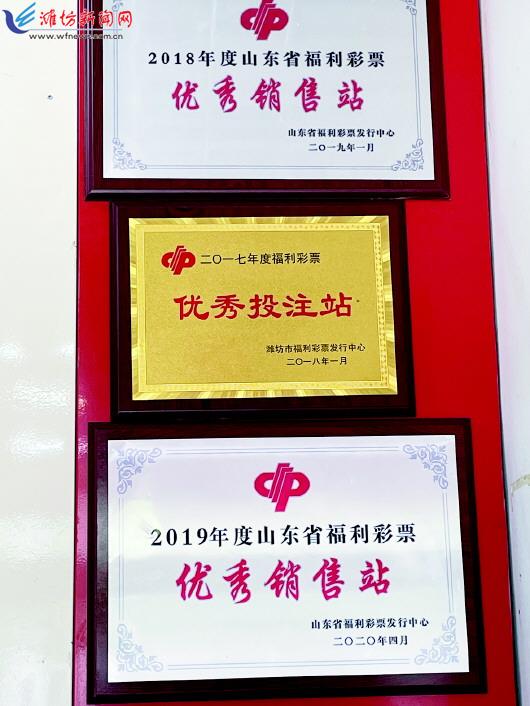 潍坊新闻网
www.wfnews.com.cn
2018年度山东省福利彩票
优秀销售站
山东省福利彩票发行中心
二〇一九年一月
二〇一七年度福利彩票
优秀投注站
潍坊市福利彩票发行中心
二〇一八年一月
2019年度山东省福利彩票
优秀销售站
山东省福利彩票发行中心
二〇二〇年四月